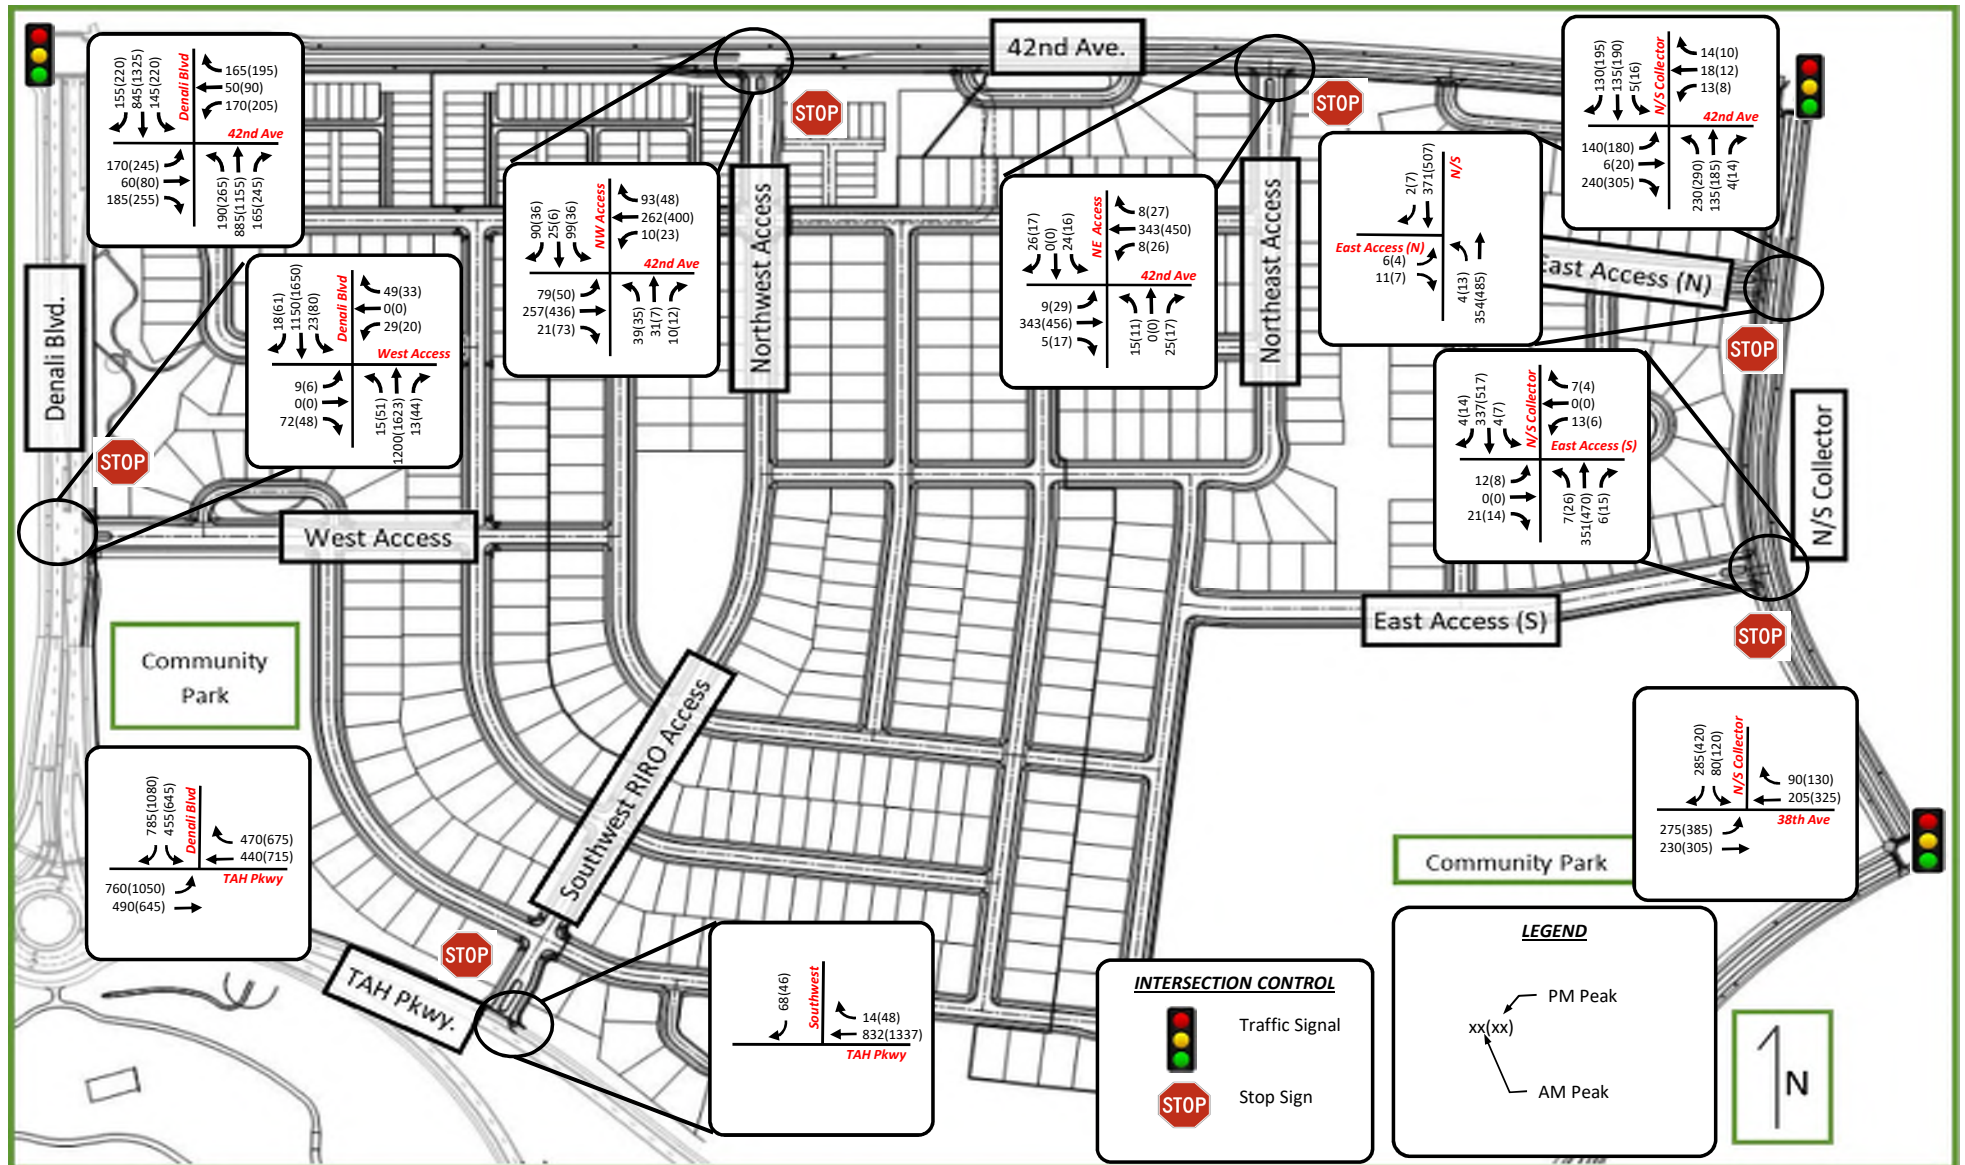 42nd Ave.
155(220)
845(1325)
145(220)
Denali Blvd
165(195)
50(90)
170(205)
42nd Ave
170(245)
60(80)
185(255)
190(265)
885(1155)
165(245)
90(36)
25(6)
99(36)
NW Access
93(48)
262(400)
10(23)
42nd Ave
79(50)
257(436)
21(73)
39(35)
31(7)
10(12)
STOP
Northwest Access
26(17)
0(0)
24(16)
NE Access
8(27)
343(450)
8(26)
42nd Ave
9(29)
343(456)
5(17)
15(11)
0(0)
25(17)
STOP
Northeast Access
2(7)
371(507)
N/S
East Access (N)
6(4)
11(7)
4(13)
354(485)
130(195)
135(190)
5(16)
N/S Collector
14(10)
18(12)
13(8)
42nd Ave
140(180)
6(20)
240(305)
230(290)
135(185)
4(14)
East Access (N)
STOP
Denali Blvd.
18(61)
1150(1650)
23(80)
Denali Blvd
49(33)
0(0)
29(20)
West Access
9(6)
0(0)
72(48)
15(51)
1200(1623)
13(44)
STOP
West Access
4(14)
337(517)
4(7)
N/S Collector
7(4)
0(0)
13(6)
East Access (S)
12(8)
0(0)
21(14)
7(26)
351(470)
6(15)
N/S Collector
East Access (S)
STOP
Community
Park
Southwest RIRO Access
785(1080)
455(645)
Denali Blvd
470(675)
440(715)
TAH Pkwy
760(1050)
490(645)
285(420)
80(120)
N/S Collector
90(130)
205(325)
38th Ave
275(385)
230(305)
Community Park
STOP
TAH Pkwy.
68(46)
Southwest
14(48)
832(1337)
TAH Pkwy
INTERSECTION CONTROL
Traffic Signal
STOP
Stop Sign
LEGEND
PM Peak
xx(xx)
AM Peak
N